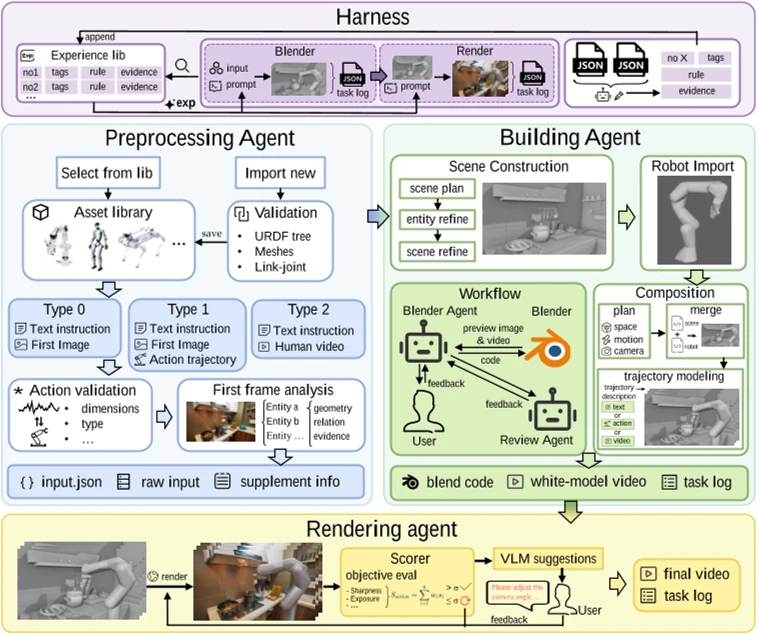 Harness
append
Exp Experience lib
no1 tags rule evidence
no2 tags rule evidence
...
exp
Blender
input
prompt
JSON
task log
Render
prompt
JSON
task log
JSON JSON
no X tags
rule
evidence
Preprocessing Agent
Select from lib
Import new
Asset library
...
save
Validation
• URDF tree
• Meshes
• Link-joint
Type 0
Text instruction
First Image
Type 1
Text instruction
First Image
Action trajectory
Type 2
Text instruction
Human video
* Action validation
• dimensions
• type
• ...
First frame analysis
Entity a
Entity b
Entity ...
geometry
relation
evidence
{} input.json raw input supplement info
Building Agent
Scene Construction
scene plan
entity refine
scene refine
Robot Import
Workflow
Blender Agent
Blender
preview image
& video
code
feedback
feedback
User
Review Agent
Composition
plan
space
motion
camera
merge
scene
+
robot
trajectory modeling
trajectory
description
text
or
action
or
video
blend code white-model video task log
Rendering agent
render
Scorer
objective eval
- Sharpness
- Exposure
- ...
> σ
≤ σ
VLM suggestions
Please adjust the
camera angle...
User
feedback
final video
task log